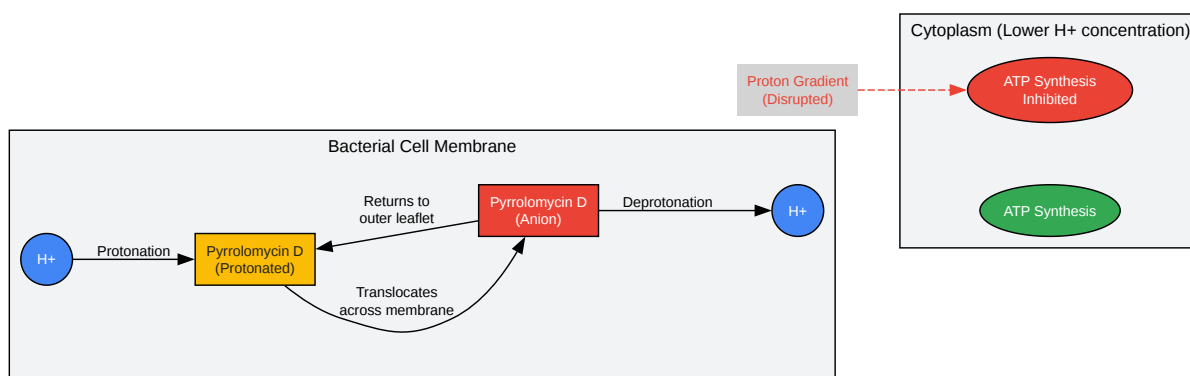 Cytoplasm (Lower H+ concentration)
Proton Gradient
(Disrupted)
ATP Synthesis
Inhibited
ATP Synthesis
Bacterial Cell Membrane
H+
Protonation
Pyrrolomycin D
(Protonated)
Returns to
outer leaflet
Translocates
across membrane
Pyrrolomycin D
(Anion)
Deprotonation
H+